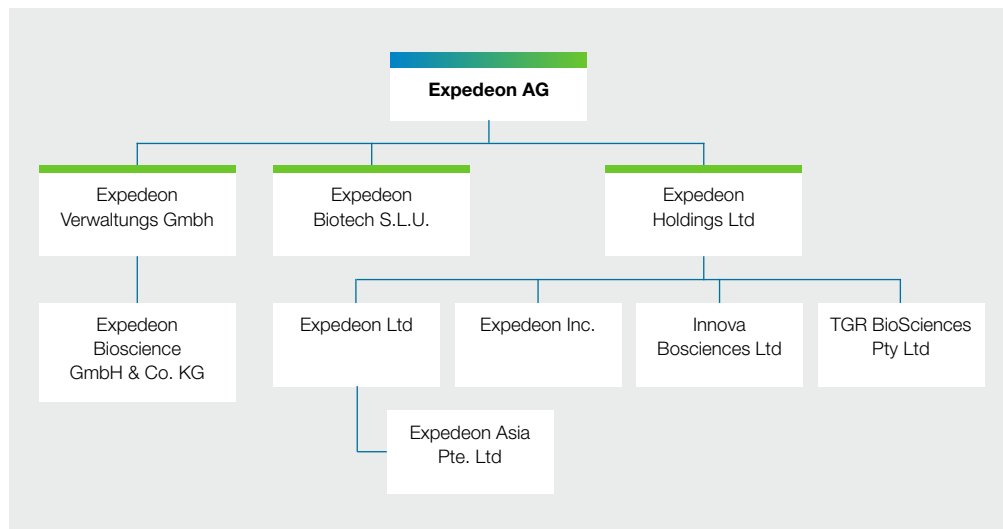 Expedeon AG
Expedeon
Verwaltungs Gmbh
Expedeon
Biotech S.L.U.
Expedeon
Holdings Ltd
Expedeon
Bioscience
GmbH & Co. KG
Expedeon Ltd
Expedeon Inc.
Innova
Bosciences Ltd
TGR BioSciences
Pty Ltd
Expedeon Asia
Pte. Ltd